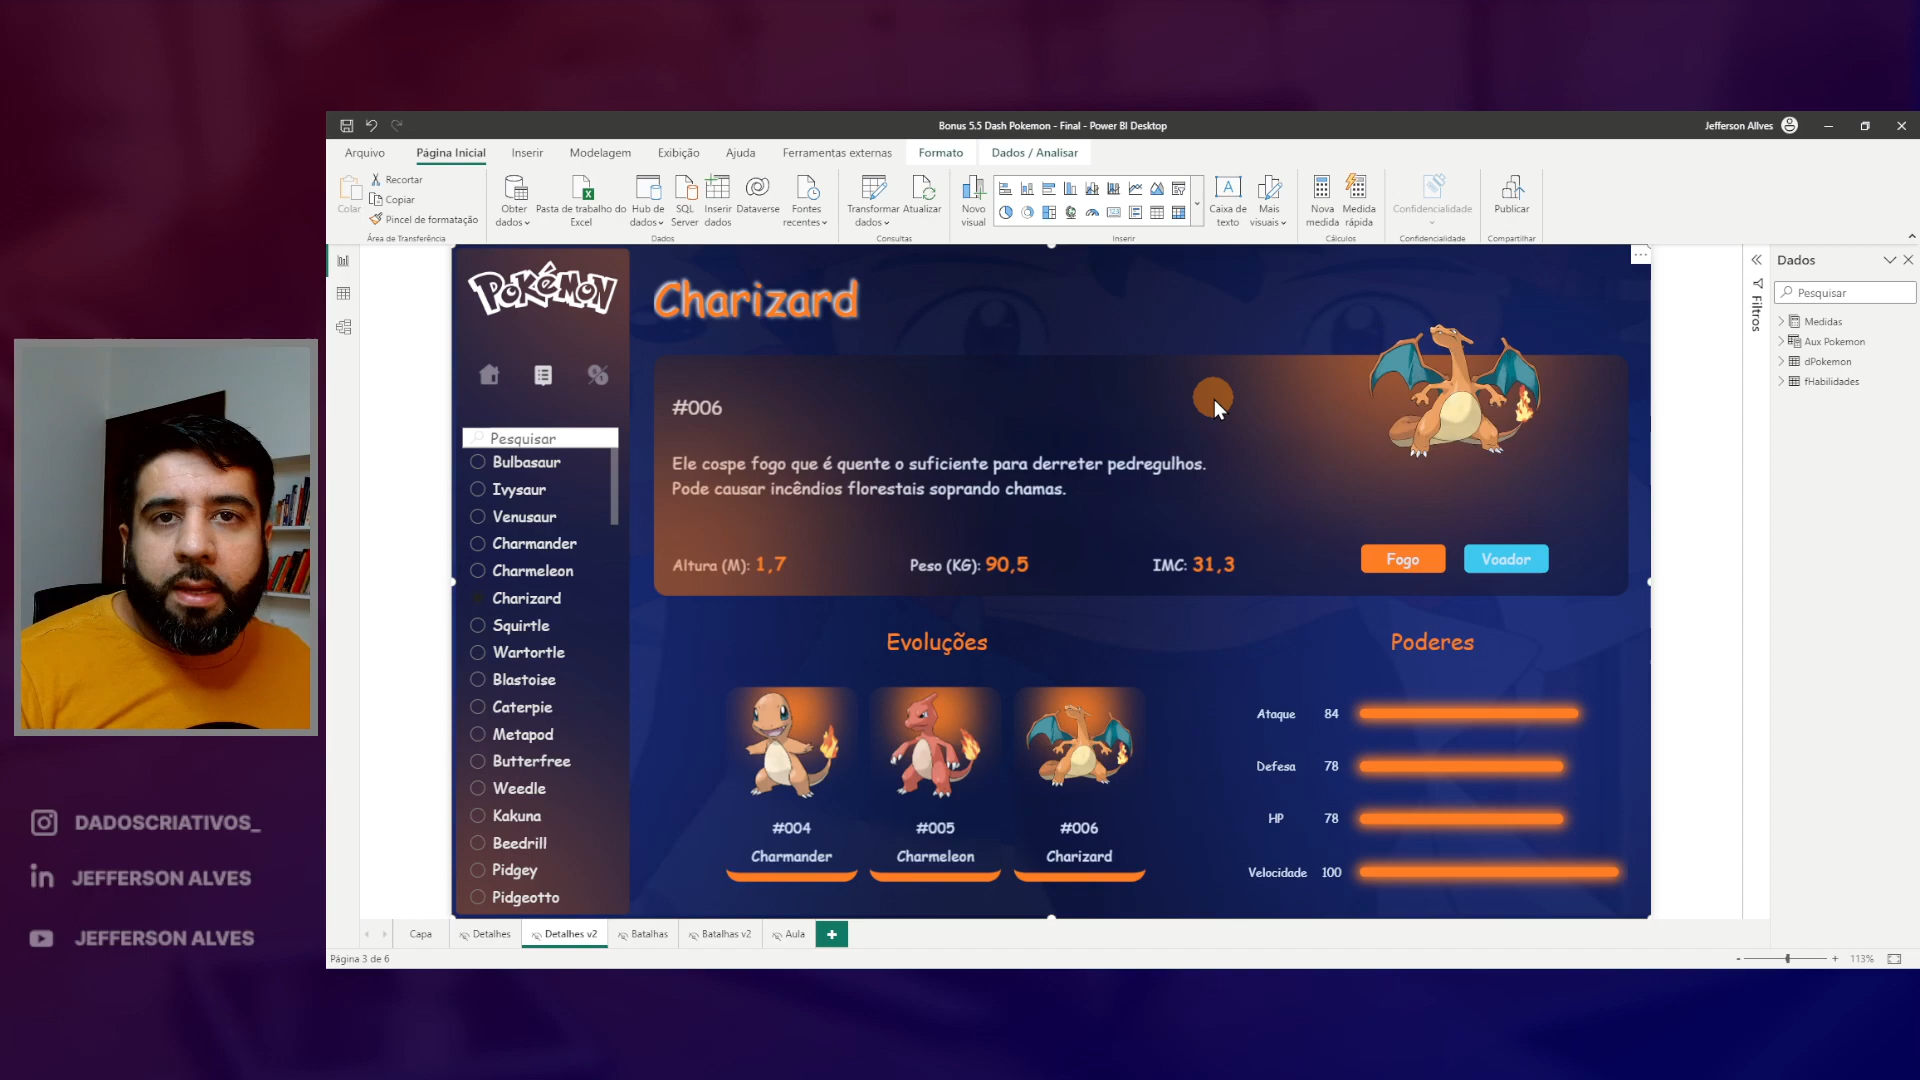 Bonus 5.5 Dash Pokemon - Final - Power BI Desktop
Jefferson Allves
Arquivo
Página Inicial
Inserir
Modelagem
Exibição
Ajuda
Ferramentas externas
Formato
Dados / Analisar
Colar
Recortar
Copiar
Pincel de formatação
Área de Transferência
Obter dados
Pasta de trabalho do Excel
Hub de dados
SQL Server
Inserir dados
Dataverse
Fontes recentes
Dados
Transformar dados
Atualizar
Consultas
Novo visual
Caixa de texto
Mais visuais
Inserir
Nova medida
Medida rápida
Cálculos
Confidencialidade
Confidencialidade
Publicar
Compartilhar
POKéMON
Pesquisar
Bulbasaur
Ivysaur
Venusaur
Charmander
Charmeleon
Charizard
Squirtle
Wartortle
Blastoise
Caterpie
Metapod
Butterfree
Weedle
Kakuna
Beedrill
Pidgey
Pidgeotto
Charizard
#006
Ele cospe fogo que é quente o suficiente para derreter pedregulhos.
Pode causar incêndios florestais soprando chamas.
Altura (M): 1,7
Peso (KG): 90,5
IMC: 31,3
Fogo
Voador
Evoluções
#004
Charmander
#005
Charmeleon
#006
Charizard
Poderes
Ataque 84
Defesa 78
HP 78
Velocidade 100
Filtros
Dados
Pesquisar
Medidas
Aux Pokemon
dPokemon
fHabilidades
Capa
Detalhes
Detalhes v2
Batalhas
Batalhas v2
Aula
Página 3 de 6
113%
DADOSCRIATIVOS_
JEFFERSON ALVES
JEFFERSON ALVES